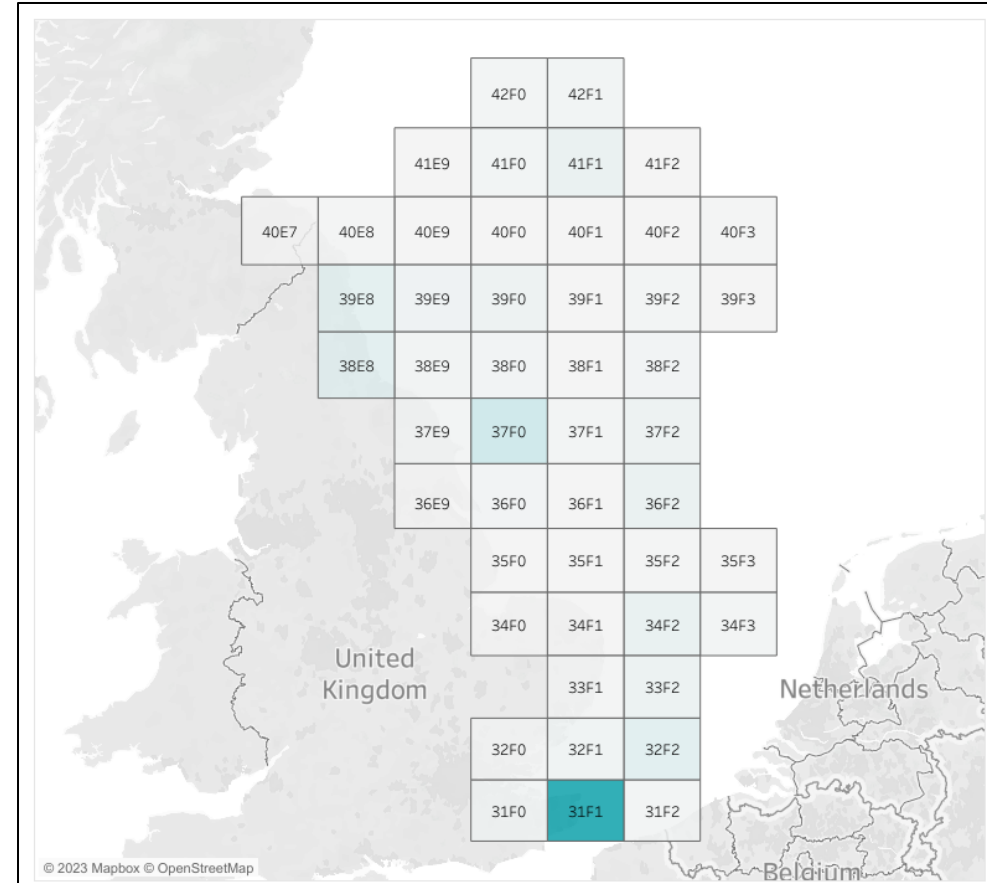 42F0 42F1
41E9 41F0 41F1 41F2
40E7 40E8 40E9 40F0 40F1 40F2 40F3
39E8 39E9 39F0 39F1 39F2 39F3
38E8 38E9 38F0 38F1 38F2
37E9 37F0 37F1 37F2
36E9 36F0 36F1 36F2
35F0 35F1 35F2 35F3
34F0 34F1 34F2 34F3
United
Kingdom
33F1 33F2
Netherlands
32F0 32F1 32F2
31F0 31F1 31F2
© 2023 Mapbox © OpenStreetMap
Belgium